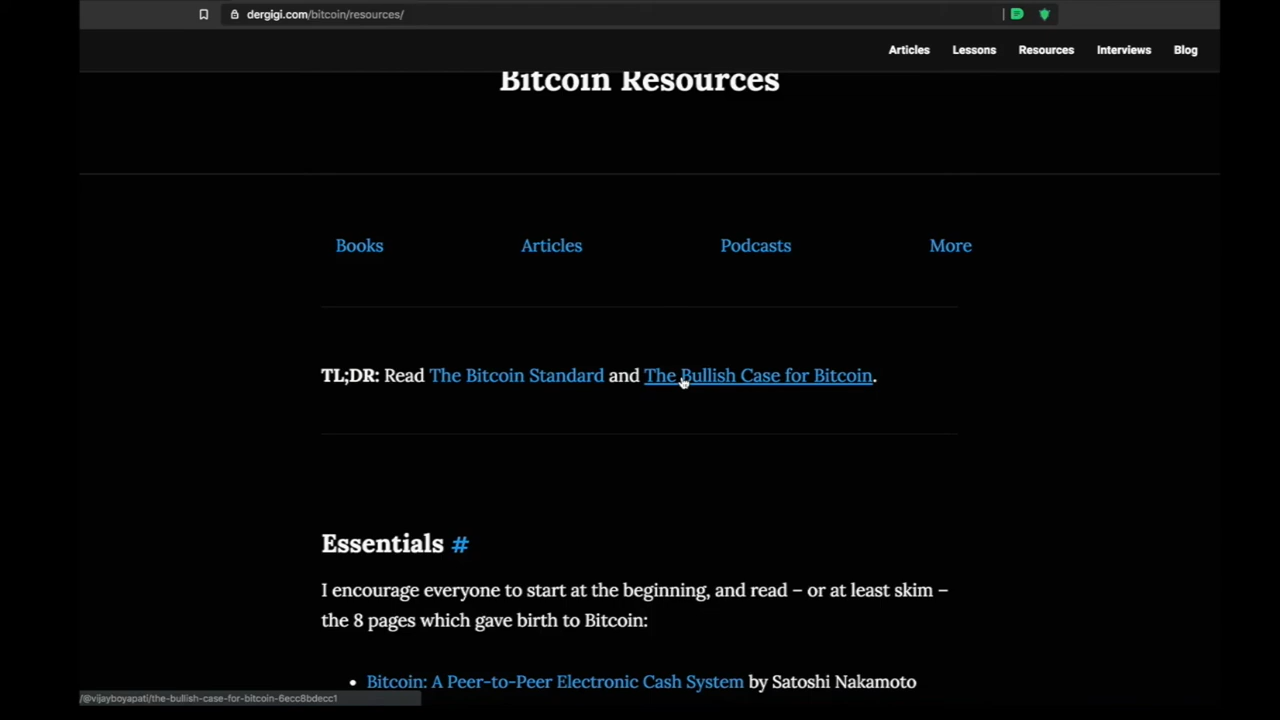 dergigi.com/bitcoin/resources/
Articles Lessons Resources Interviews Blog
Bitcoin Resources
Books Articles Podcasts More
TL;DR: Read The Bitcoin Standard and The Bullish Case for Bitcoin.
Essentials #
I encourage everyone to start at the beginning, and read – or at least skim –
the 8 pages which gave birth to Bitcoin:
• Bitcoin: A Peer-to-Peer Electronic Cash System by Satoshi Nakamoto
/@vijayboyapati/the-bullish-case-for-bitcoin-6ecc8bdecc1